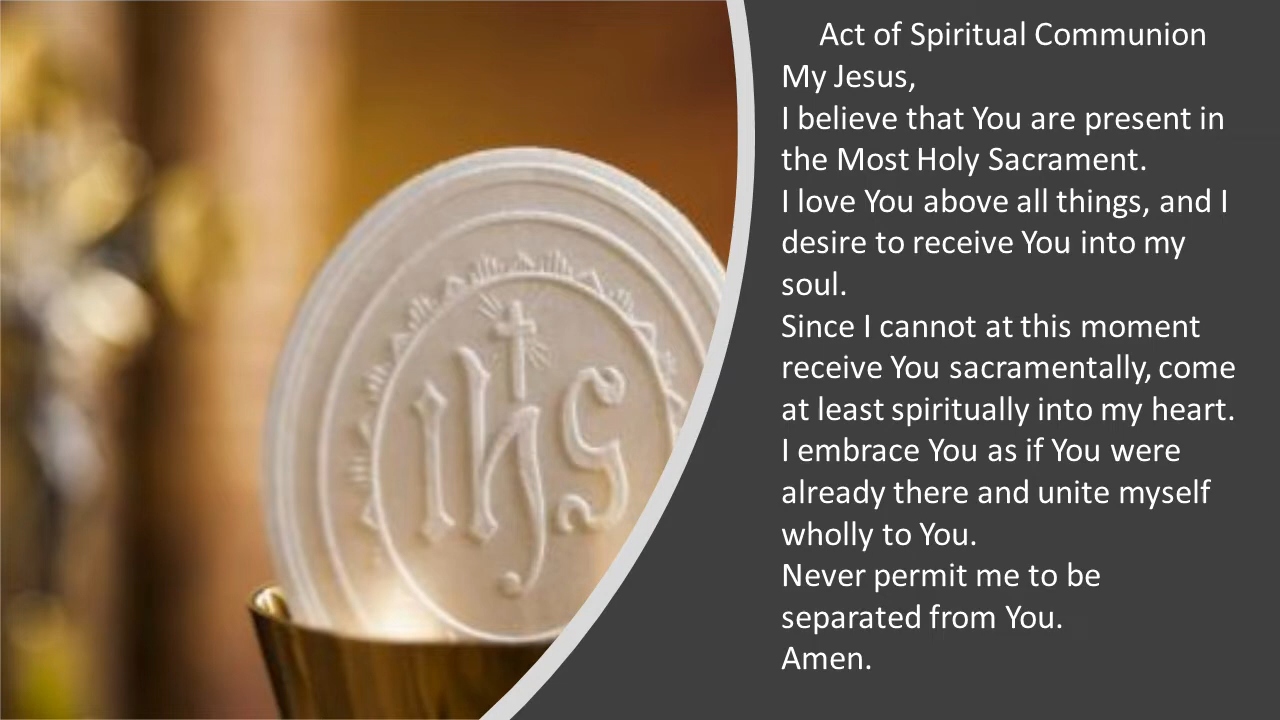 Act of Spiritual Communion
My Jesus,
I believe that You are present in
the Most Holy Sacrament.
I love You above all things, and I
desire to receive You into my
soul.
Since I cannot at this moment
receive You sacramentally, come
at least spiritually into my heart.
I embrace You as if You were
already there and unite myself
wholly to You.
Never permit me to be
separated from You.
Amen.
ihs